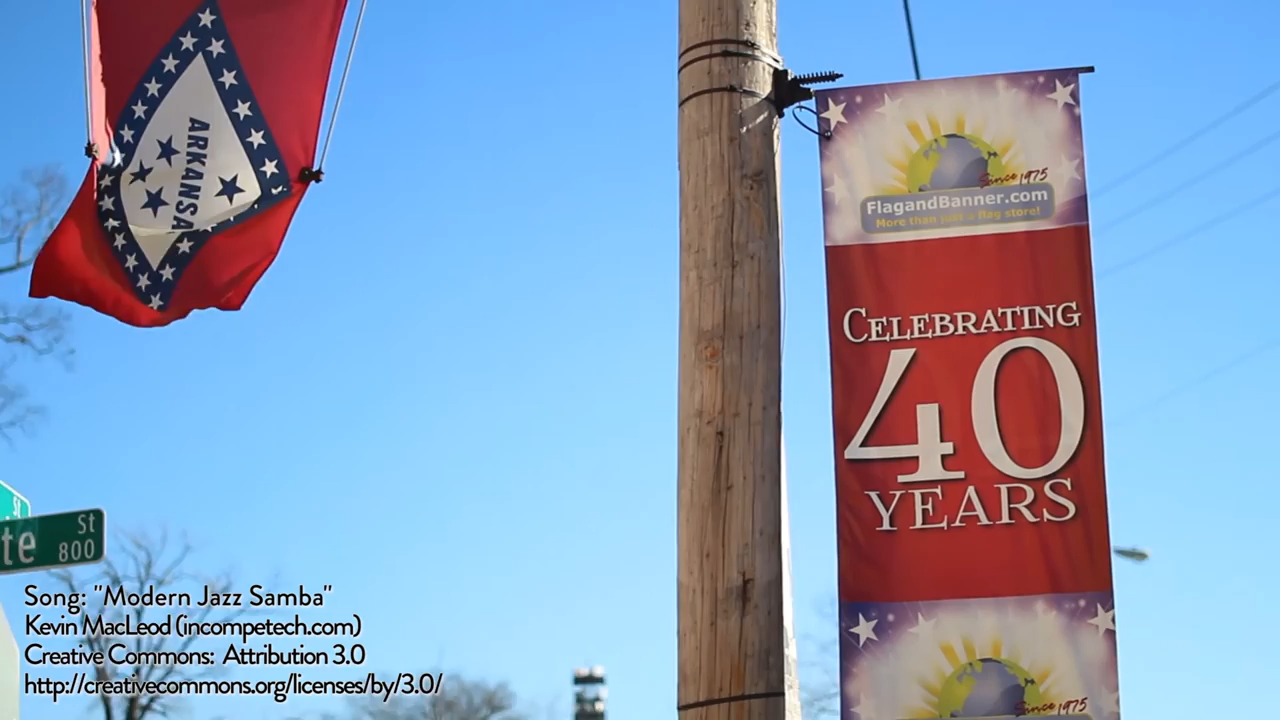 ARKANSAS
Since 1975
FlagandBanner.com
More than just a flag store!
CELEBRATING
40
YEARS
St
te St
800
Song: "Modern Jazz Samba"
Kevin MacLeod (incompetech.com)
Creative Commons: Attribution 3.0
http://creativecommons.org/licenses/by/3.0/
Since 1975